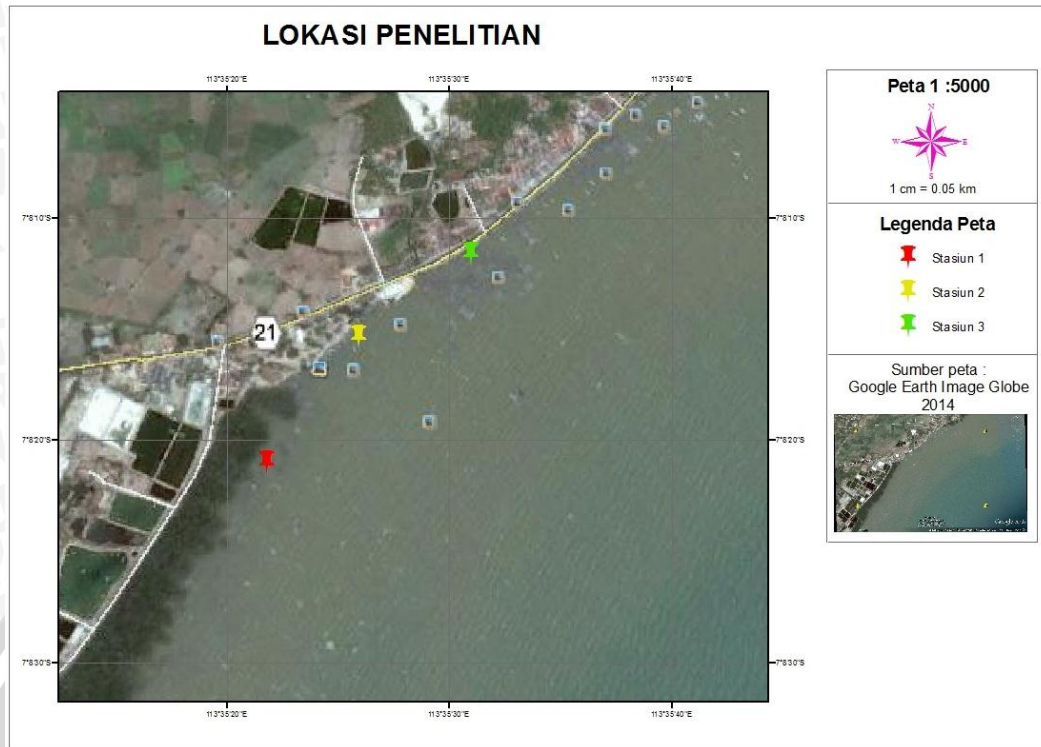 LOKASI PENELITIAN
113°35'20"E 113°35'30"E 113°35'40"E
7°8'10"S 7°8'10"S
21
7°8'20"S 7°8'20"S
7°8'30"S 7°8'30"S
113°35'20"E 113°35'30"E 113°35'40"E
Peta 1 :5000
N
W E
S
1 cm = 0.05 km
Legenda Peta
Stasiun 1
Stasiun 2
Stasiun 3
Sumber peta :
Google Earth Image Globe
2014